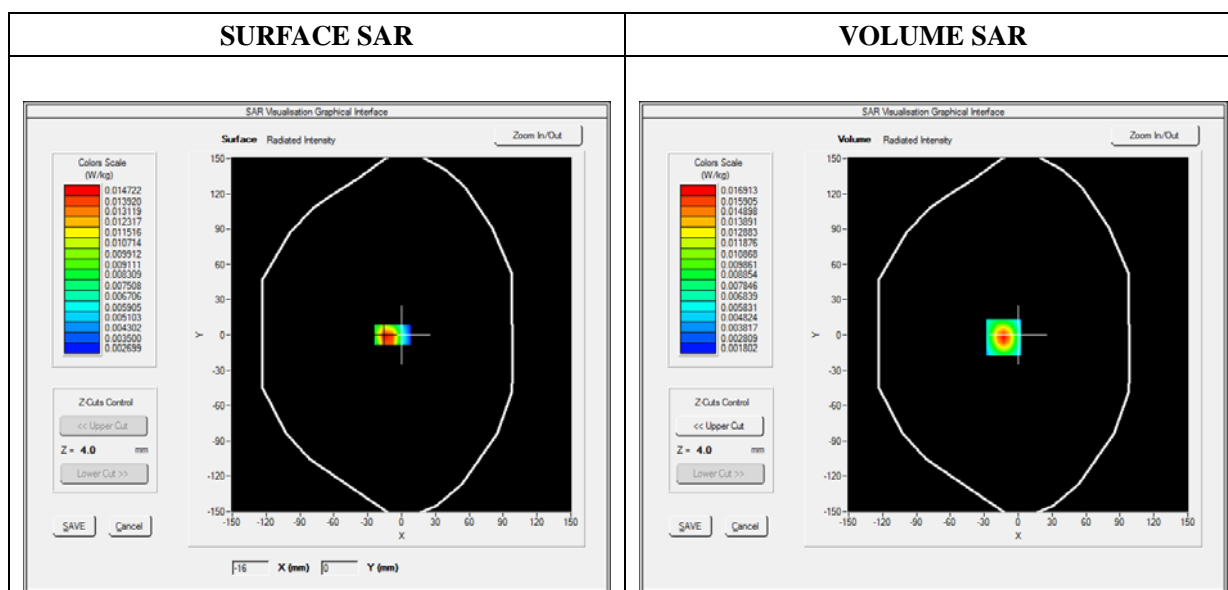 SURFACE SAR
SAR Visualisation Graphical Interface
Surface Radiated Intensity
Zoom In/Out
Colors Scale
(W/kg)
0.014722
0.013920
0.013119
0.012317
0.011516
0.010714
0.009912
0.009111
0.008309
0.007508
0.006706
0.005905
0.005103
0.004302
0.003500
0.002699
150
120
90
60
30
0
-30
-60
-90
-120
-150
Y
-150 -120 -90 -60 -30 0 30 60 90 120 150
X
Z-Cuts Control
<< Upper Cut
Z = 4.0 mm
Lower Cut >>
SAVE Cancel
-16 X (mm) 0 Y (mm)
VOLUME SAR
SAR Visualisation Graphical Interface
Volume Radiated Intensity
Zoom In/Out
Colors Scale
(W/kg)
0.016913
0.015905
0.014898
0.013891
0.012883
0.011876
0.010868
0.009861
0.008854
0.007846
0.006839
0.005831
0.004824
0.003817
0.002809
0.001802
150
120
90
60
30
0
-30
-60
-90
-120
-150
Y
-150 -120 -90 -60 -30 0 30 60 90 120 150
X
Z-Cuts Control
<< Upper Cut
Z = 4.0 mm
Lower Cut >>
SAVE Cancel